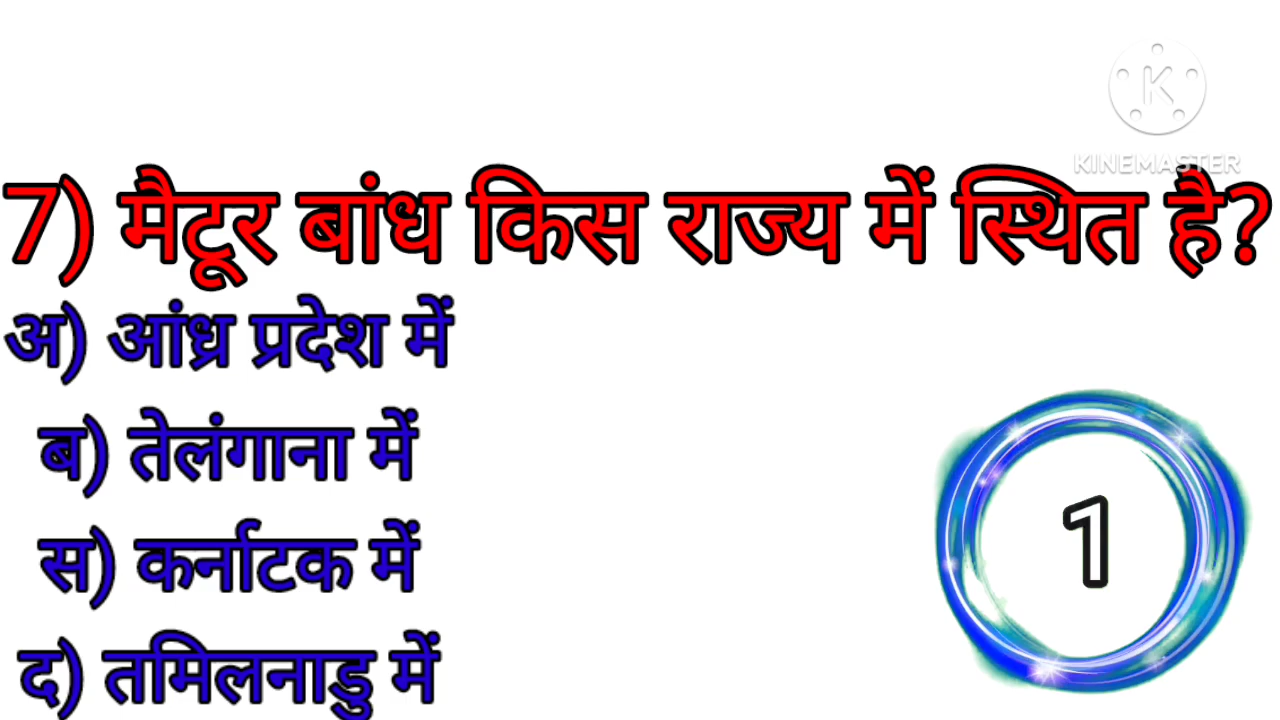 K
KINEMASTER
7) मैटूर बांध किस राज्य में स्थित है?
अ) आंध्र प्रदेश में
ब) तेलंगाना में
स) कर्नाटक में
1
द) तमिलनाडु में